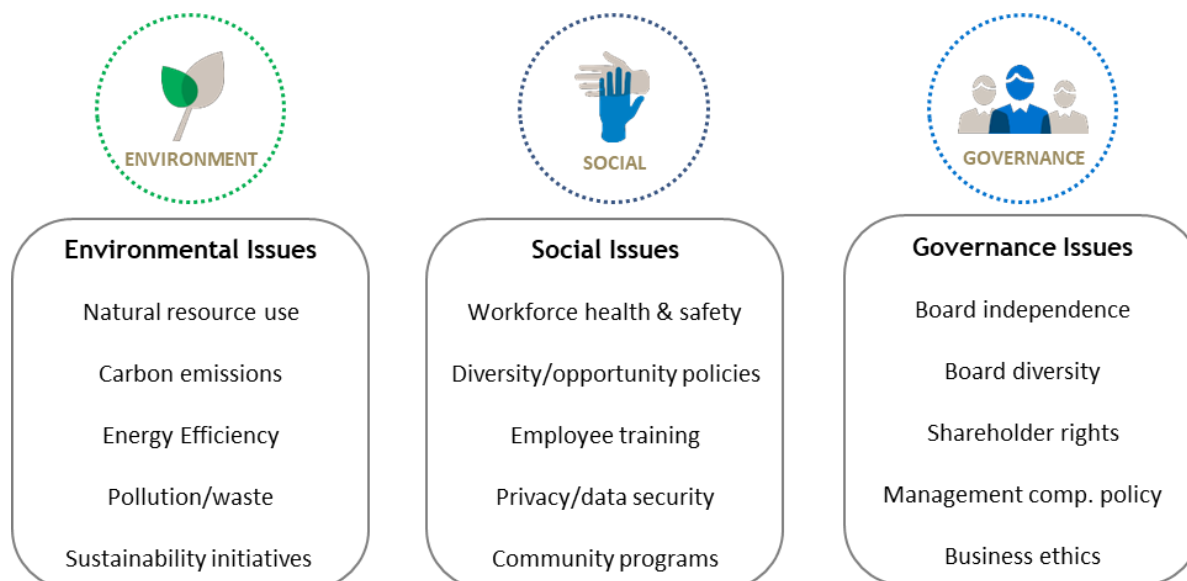 ENVIRONMENT
SOCIAL
GOVERNANCE
Environmental Issues
Natural resource use
Carbon emissions
Energy Efficiency
Pollution/waste
Sustainability initiatives
Social Issues
Workforce health & safety
Diversity/opportunity policies
Employee training
Privacy/data security
Community programs
Governance Issues
Board independence
Board diversity
Shareholder rights
Management comp. policy
Business ethics